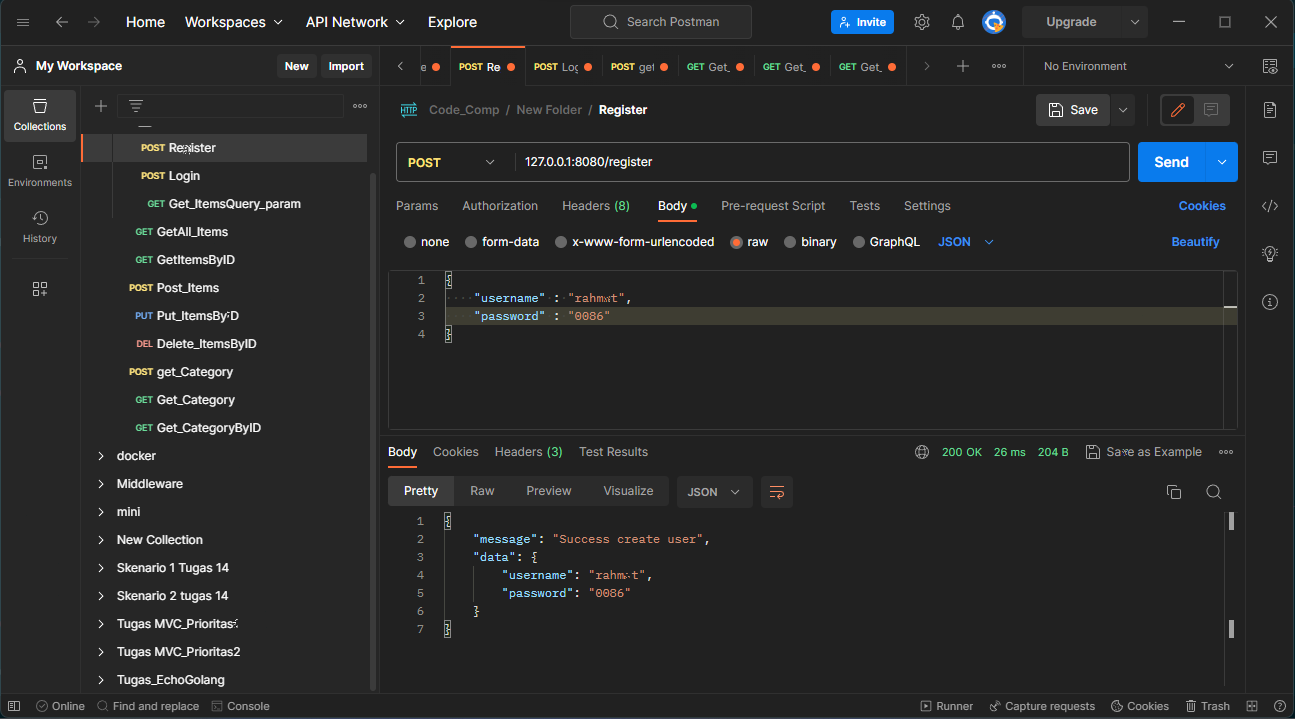 Home Workspaces API Network Explore Search Postman Invite Upgrade
My Workspace New Import
POST Re POST Lo POST get GET Get_ GET Get_ GET Get_ No Environment
Collections
Environments
History
POST Register
POST Login
GET Get_ItemsQuery_param
GET GetAll_Items
GET GetItemsByID
POST Post_Items
PUT Put_ItemsByID
DEL Delete_ItemsByID
POST get_Category
GET Get_Category
GET Get_CategoryByID
docker
Middleware
mini
New Collection
Skenario 1 Tugas 14
Skenario 2 tugas 14
Tugas MVC_Prioritas
Tugas MVC_Prioritas2
Tugas_EchoGolang
HTTP Code_Comp / New Folder / Register Save
POST 127.0.0.1:8080/register Send
Params Authorization Headers (8) Body Pre-request Script Tests Settings Cookies
none form-data x-www-form-urlencoded raw binary GraphQL JSON Beautify
1 {
2 "username" : "rahmat",
3 "password" : "0086"
4 }
Body Cookies Headers (3) Test Results 200 OK 26 ms 204 B Save as Example
Pretty Raw Preview Visualize JSON
1 {
2 "message": "Success create user",
3 "data": {
4 "username": "rahmat",
5 "password": "0086"
6 }
7 }
Online Find and replace Console Runner Capture requests Cookies Trash